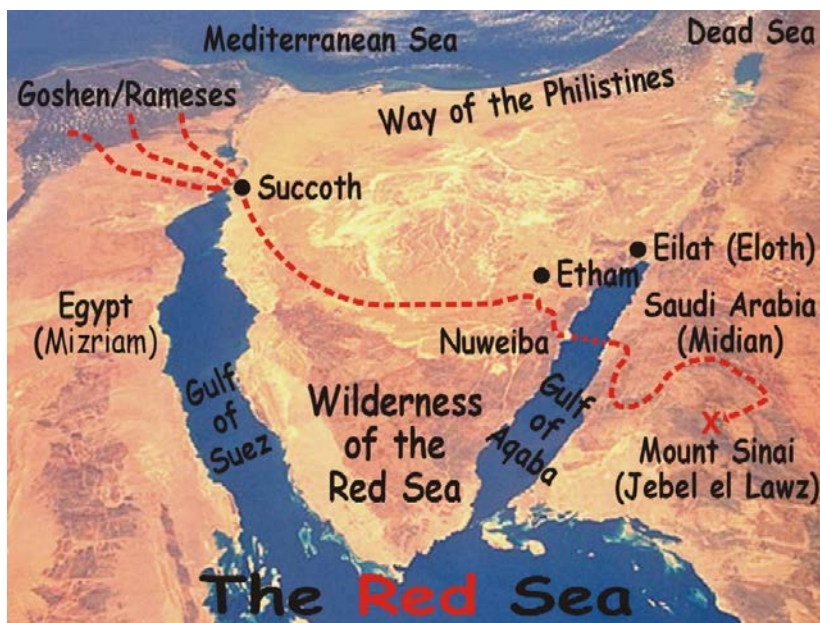 Mediterranean Sea
Dead Sea
Goshen/Rameses
Way of the Philistines
Succoth
Eilat (Eloth)
Etham
Egypt
(Mizriam)
Saudi Arabia
(Midian)
Nuweiba
Gulf
of
Suez
Wilderness
of the
Red Sea
Gulf
of
Aqaba
X
Mount Sinai
(Jebel el Lawz)
The Red Sea